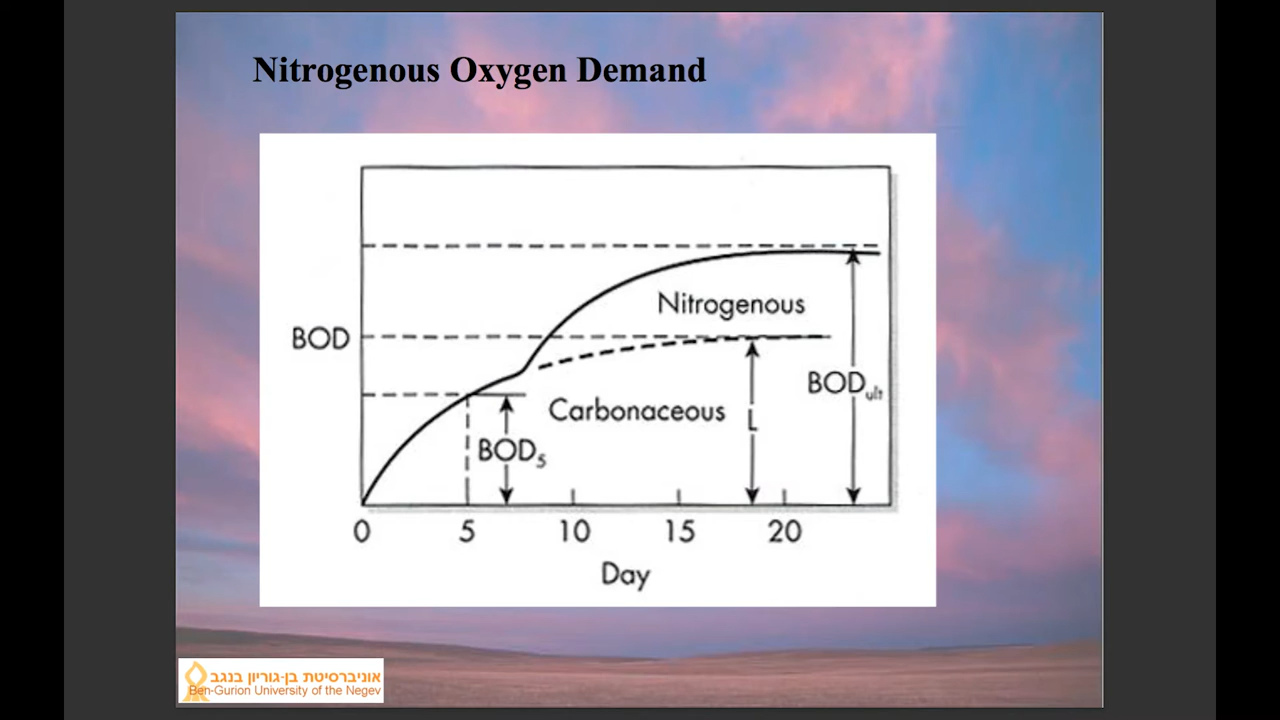 Nitrogenous Oxygen Demand
Nitrogenous
BOD
BODult
Carbonaceous
L
BOD5
0 5 10 15 20
Day
אוניברסיטת בן-גוריון בנגב
Ben-Gurion University of the Negev